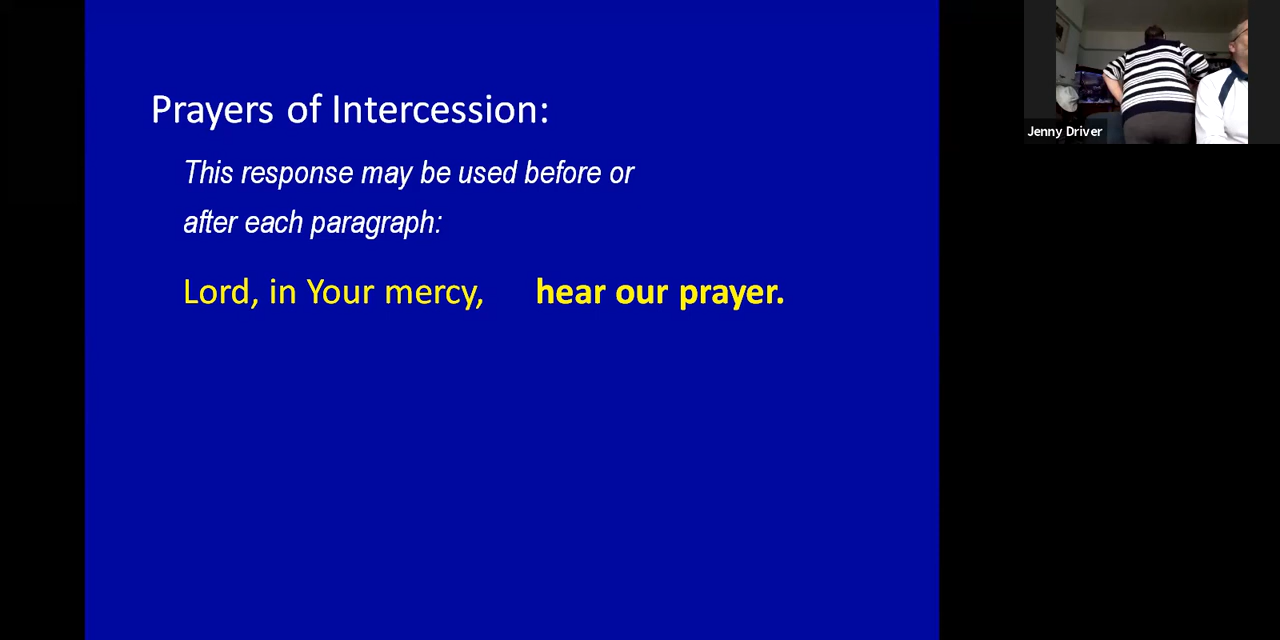 Prayers of Intercession:
This response may be used before or
after each paragraph:
Lord, in Your mercy, hear our prayer.
Jenny Driver